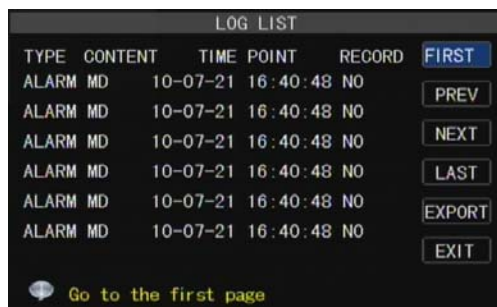 LOG LIST
TYPE CONTENT TIME POINT RECORD
ALARM MD 10-07-21 16:40:48 NO
ALARM MD 10-07-21 16:40:48 NO
ALARM MD 10-07-21 16:40:48 NO
ALARM MD 10-07-21 16:40:48 NO
ALARM MD 10-07-21 16:40:48 NO
ALARM MD 10-07-21 16:40:48 NO
FIRST
PREV
NEXT
LAST
EXPORT
EXIT
Go to the first page